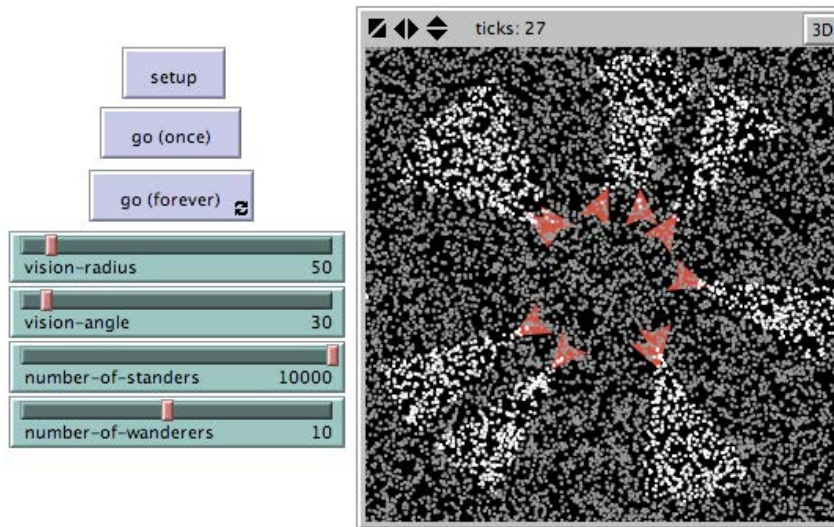 ticks: 27
3D
setup
go (once)
go (forever)
vision-radius 50
vision-angle 30
number-of-standers 10000
number-of-wanderers 10